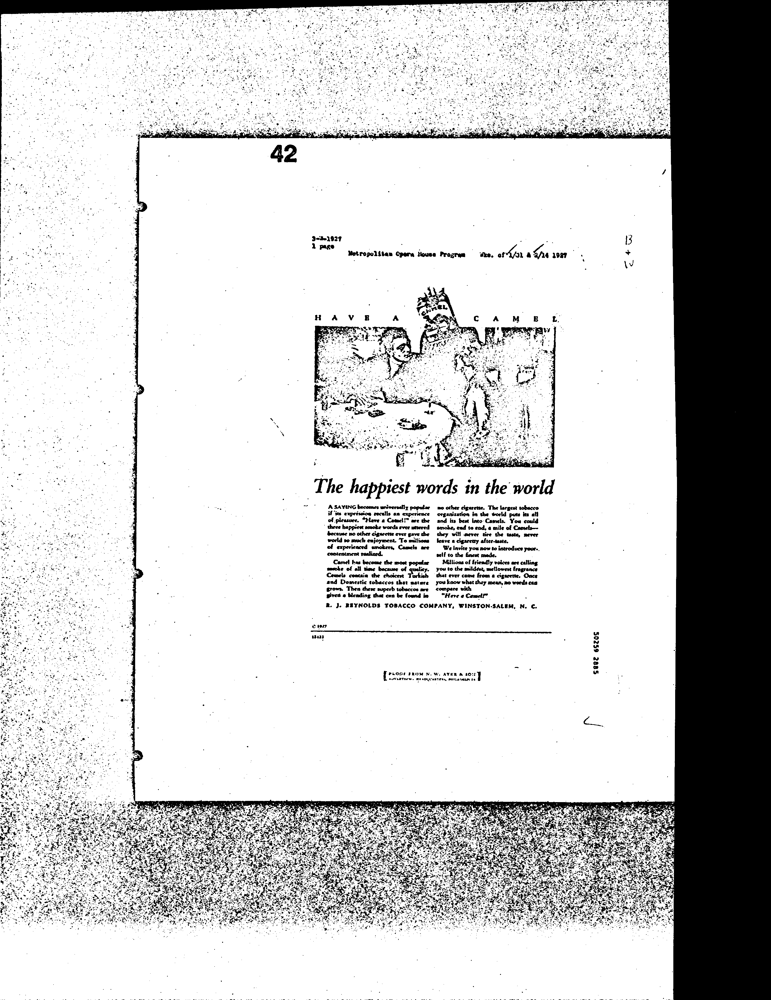 42
1 page
Metropolitan Opera House Program Wks. of 1/31 & 2/14 1927
B
+
W
HAVE A CAMEL
CAMEL
The happiest words in the world
A SAYING becomes universally popular
if its expression recalls an experience
of pleasure. "Have a Camel!" are the
three happiest smoke words ever uttered
because no other cigarette ever gave the
world so much enjoyment. To millions
of experienced smokers, Camels are
contentment realized.
Camel has become the most popular
smoke of all time because of quality.
Camels contain the choicest Turkish
and Domestic tobaccos that nature
grows. Then these superb tobaccos are
given a blending that can be found in
no other cigarette. The largest tobacco
organization in the world puts its all
and its best into Camels. You could
smoke, end to end, a mile of Camels—
they will never tire the taste, never
leave a cigaretty after-taste.
We invite you now to introduce your-
self to the finest made.
Millions of friendly voices are calling
you to the mildest, mellowest fragrance
that ever came from a cigarette. Once
you know what they mean, no words can
compare with
"Have a Camel!"
R. J. REYNOLDS TOBACCO COMPANY, WINSTON-SALEM, N. C.
© 1927
PROOF FROM N. W. AYER & SON
50259 2885